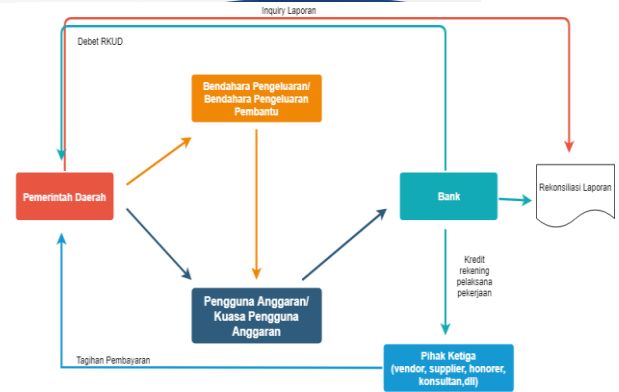 Inquiry Laporan
Debet RKUD
Bendahara Pengeluaran/
Bendahara Pengeluaran
Pembantu
Pemerintah Daerah
Bank
Rekonsiliasi Laporan
Kredit
rekening
pelaksana
pekerjaan
Pengguna Anggaran/
Kuasa Pengguna
Anggaran
Tagihan Pembayaran
Pihak Ketiga
(vendor, supplier, honorer,
konsultan,dll)